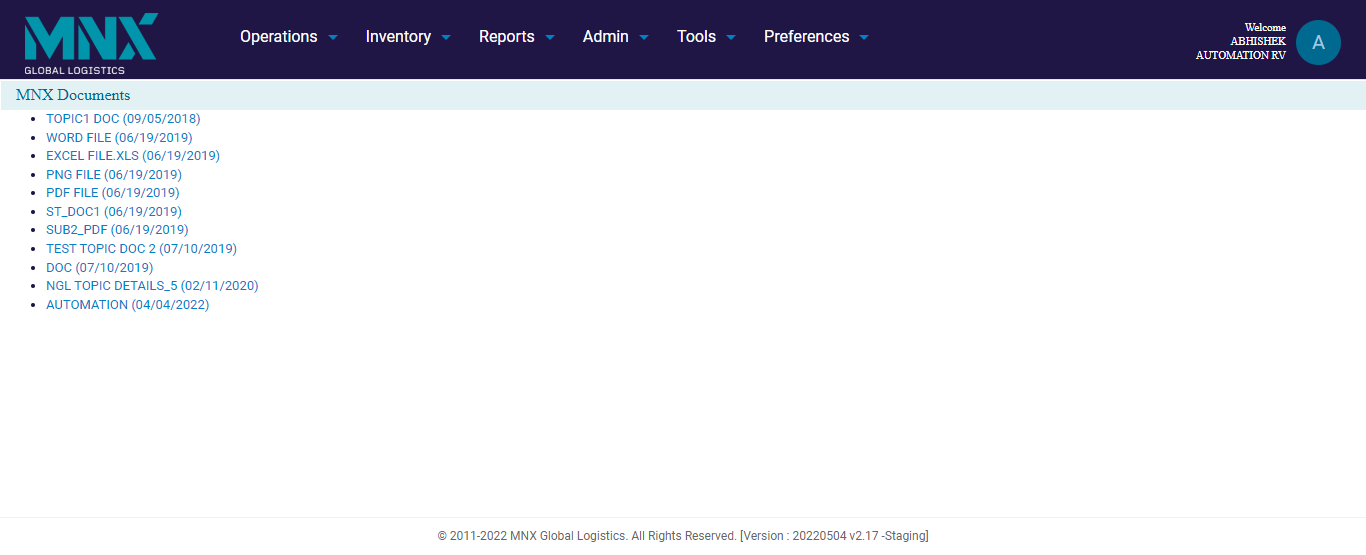 MNX
GLOBAL LOGISTICS
Operations Inventory Reports Admin Tools Preferences
Welcome
ABHISHEK
AUTOMATION RV
A
MNX Documents
TOPIC1 DOC (09/05/2018)
WORD FILE (06/19/2019)
EXCEL FILE.XLS (06/19/2019)
PNG FILE (06/19/2019)
PDF FILE (06/19/2019)
ST_DOC1 (06/19/2019)
SUB2_PDF (06/19/2019)
TEST TOPIC DOC 2 (07/10/2019)
DOC (07/10/2019)
NGL TOPIC DETAILS_5 (02/11/2020)
AUTOMATION (04/04/2022)
© 2011-2022 MNX Global Logistics. All Rights Reserved. [Version : 20220504 v2.17 -Staging]